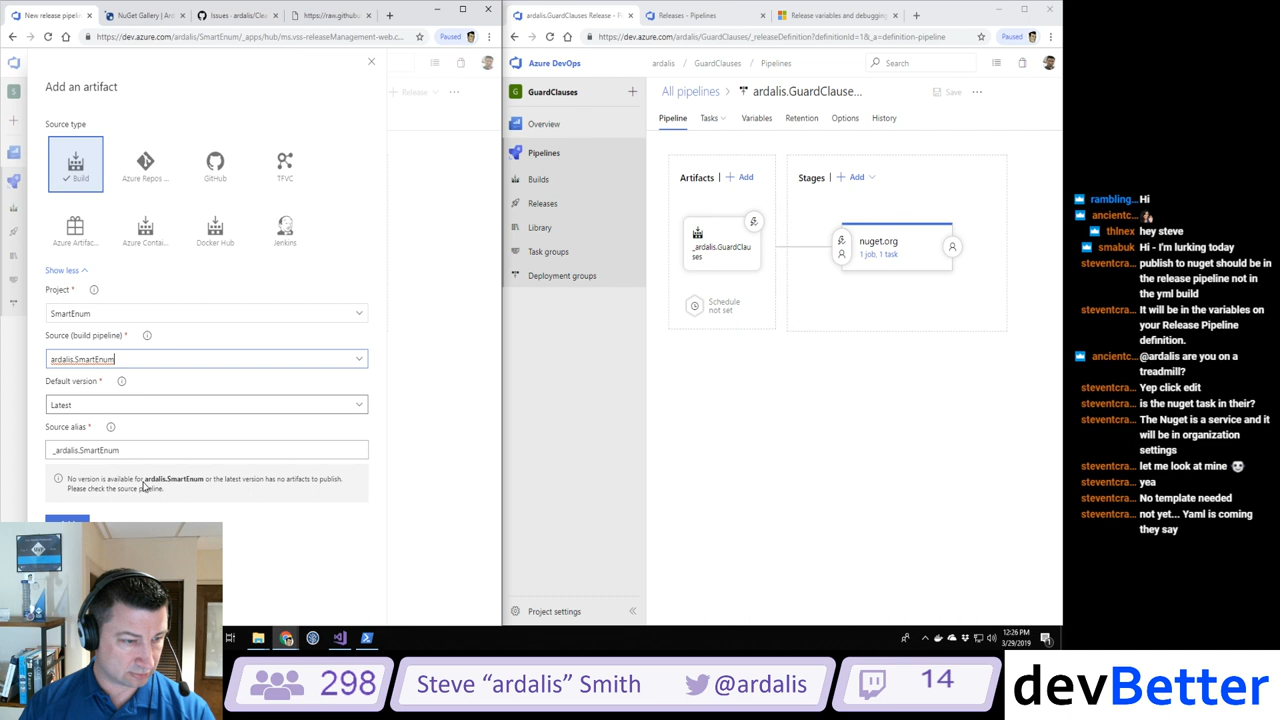 New release pipelin
NuGet Gallery | Arc
Issues · ardalis/Clea
https://raw.github
https://dev.azure.com/ardalis/SmartEnum/_apps/hub/ms.vss-releaseManagement-web.c...
Paused
ardalis.GuardClauses Release - P
Releases - Pipelines
Release variables and debugging
https://dev.azure.com/ardalis/GuardClauses/_releaseDefinition?definitionId=1&_a=definition-pipeline
Paused
Add an artifact
Source type
Build
Azure Repos ...
GitHub
TFVC
Azure Artifac...
Azure Contai...
Docker Hub
Jenkins
Show less
Project *
SmartEnum
Source (build pipeline) *
ardalis.SmartEnum
Default version *
Latest
Source alias *
_ardalis.SmartEnum
No version is available for ardalis.SmartEnum or the latest version has no artifacts to publish.
Please check the source pipeline.
S
+ Release
Azure DevOps
ardalis / GuardClauses / Pipelines
Search
G GuardClauses
Overview
Pipelines
Builds
Releases
Library
Task groups
Deployment groups
Project settings
All pipelines > ardalis.GuardClause...
Save
Pipeline Tasks Variables Retention Options History
Artifacts | + Add
Stages | + Add
_ardalis.GuardClau
ses
nuget.org
1 job, 1 task
Schedule
not set
rambling... Hi
ancientc...
thlnex hey steve
smabuk Hi - I'm lurking today
steventcra... publish to nuget should be in
the release pipeline not in
the yml build
steventcra... It will be in the variables on
your Release Pipeline
definition.
ancientc... @ardalis are you on a
treadmill?
steventcra... Yep click edit
steventcra... is the nuget task in their?
steventcra... The Nuget is a service and it
will be in organization
settings
steventcra... let me look at mine
steventcra... yea
steventcra... No template needed
steventcra... not yet... Yaml is coming
they say
12:26 PM
3/29/2019
298
Steve “ardalis” Smith
@ardalis
14
devBetter